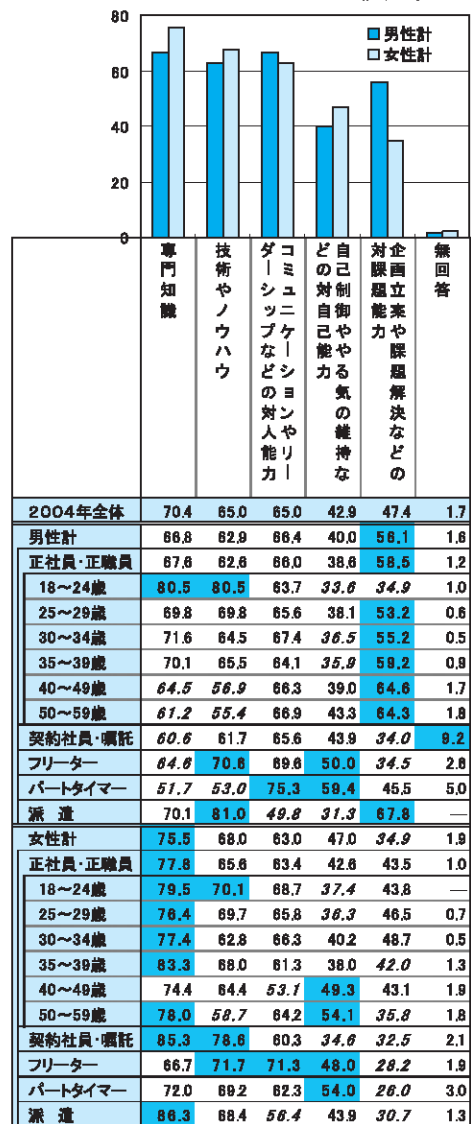 80
60
40
20
0
男性計
女性計
専門知識
技術やノウハウ
コミュニケーションやリーダーシップなどの対人能力
自己制御ややる気の維持などの対自己能力
企画立案や課題解決などの対課題能力
無回答
2004年全体 70.4 65.0 65.0 42.9 47.4 1.7
男性計 66.8 62.9 66.4 40.0 56.1 1.6
正社員・正職員 67.6 62.6 66.0 38.6 58.5 1.2
18〜24歳 80.5 80.5 63.7 33.6 34.9 1.0
25〜29歳 69.8 69.8 65.6 38.1 53.2 0.6
30〜34歳 71.6 64.5 67.4 36.5 55.2 0.5
35〜39歳 70.1 65.5 64.1 35.9 59.2 0.9
40〜49歳 64.5 56.9 66.3 39.0 64.6 1.7
50〜59歳 61.2 55.4 66.9 43.3 64.3 1.8
契約社員・嘱託 60.6 61.7 65.6 43.9 34.0 9.2
フリーター 64.6 70.6 69.6 50.0 34.5 2.6
パートタイマー 51.7 53.0 75.3 59.4 45.5 5.0
派遣 70.1 81.0 49.8 31.3 67.8 —
女性計 75.5 68.0 63.0 47.0 34.9 1.9
正社員・正職員 77.8 65.6 63.4 42.6 43.5 1.0
18〜24歳 79.5 70.1 68.7 37.4 43.8 —
25〜29歳 76.4 69.7 65.8 36.3 46.5 0.7
30〜34歳 77.4 62.8 66.3 40.2 48.7 0.5
35〜39歳 83.3 68.0 61.3 38.0 42.0 1.3
40〜49歳 74.4 64.4 53.1 49.3 43.1 1.9
50〜59歳 78.0 58.7 64.2 54.1 35.8 1.8
契約社員・嘱託 85.3 78.6 60.3 34.6 32.5 2.1
フリーター 66.7 71.7 71.3 48.0 28.2 1.9
パートタイマー 72.0 69.2 62.3 54.0 26.0 3.0
派遣 86.3 68.4 56.4 43.9 30.7 1.3